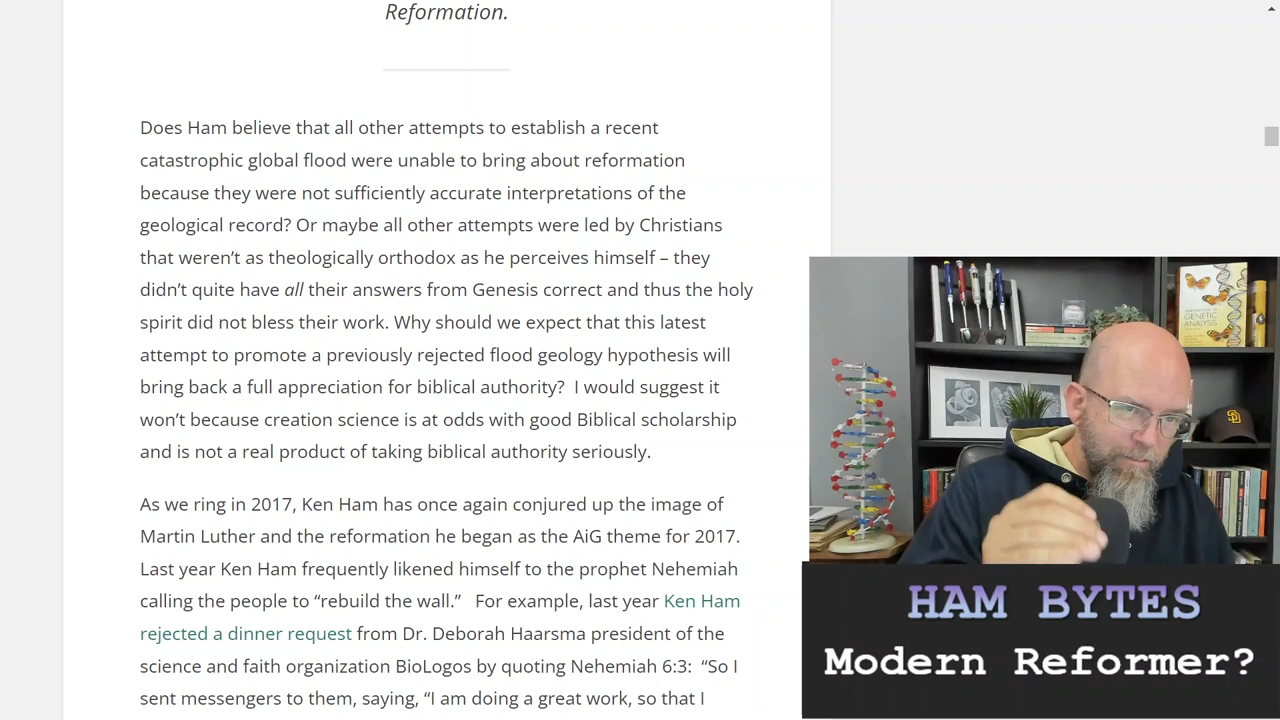 Reformation.
Does Ham believe that all other attempts to establish a recent
catastrophic global flood were unable to bring about reformation
because they were not sufficiently accurate interpretations of the
geological record? Or maybe all other attempts were led by Christians
that weren’t as theologically orthodox as he perceives himself – they
didn’t quite have all their answers from Genesis correct and thus the holy
spirit did not bless their work. Why should we expect that this latest
attempt to promote a previously rejected flood geology hypothesis will
bring back a full appreciation for biblical authority?  I would suggest it
won’t because creation science is at odds with good Biblical scholarship
and is not a real product of taking biblical authority seriously.
As we ring in 2017, Ken Ham has once again conjured up the image of
Martin Luther and the reformation he began as the AiG theme for 2017.
Last year Ken Ham frequently likened himself to the prophet Nehemiah
calling the people to “rebuild the wall.”   For example, last year Ken Ham
rejected a dinner request from Dr. Deborah Haarsma president of the
science and faith organization BioLogos by quoting Nehemiah 6:3:  “So I
sent messengers to them, saying, “I am doing a great work, so that I
GENETIC
ANALYSIS
HAM BYTES
Modern Reformer?